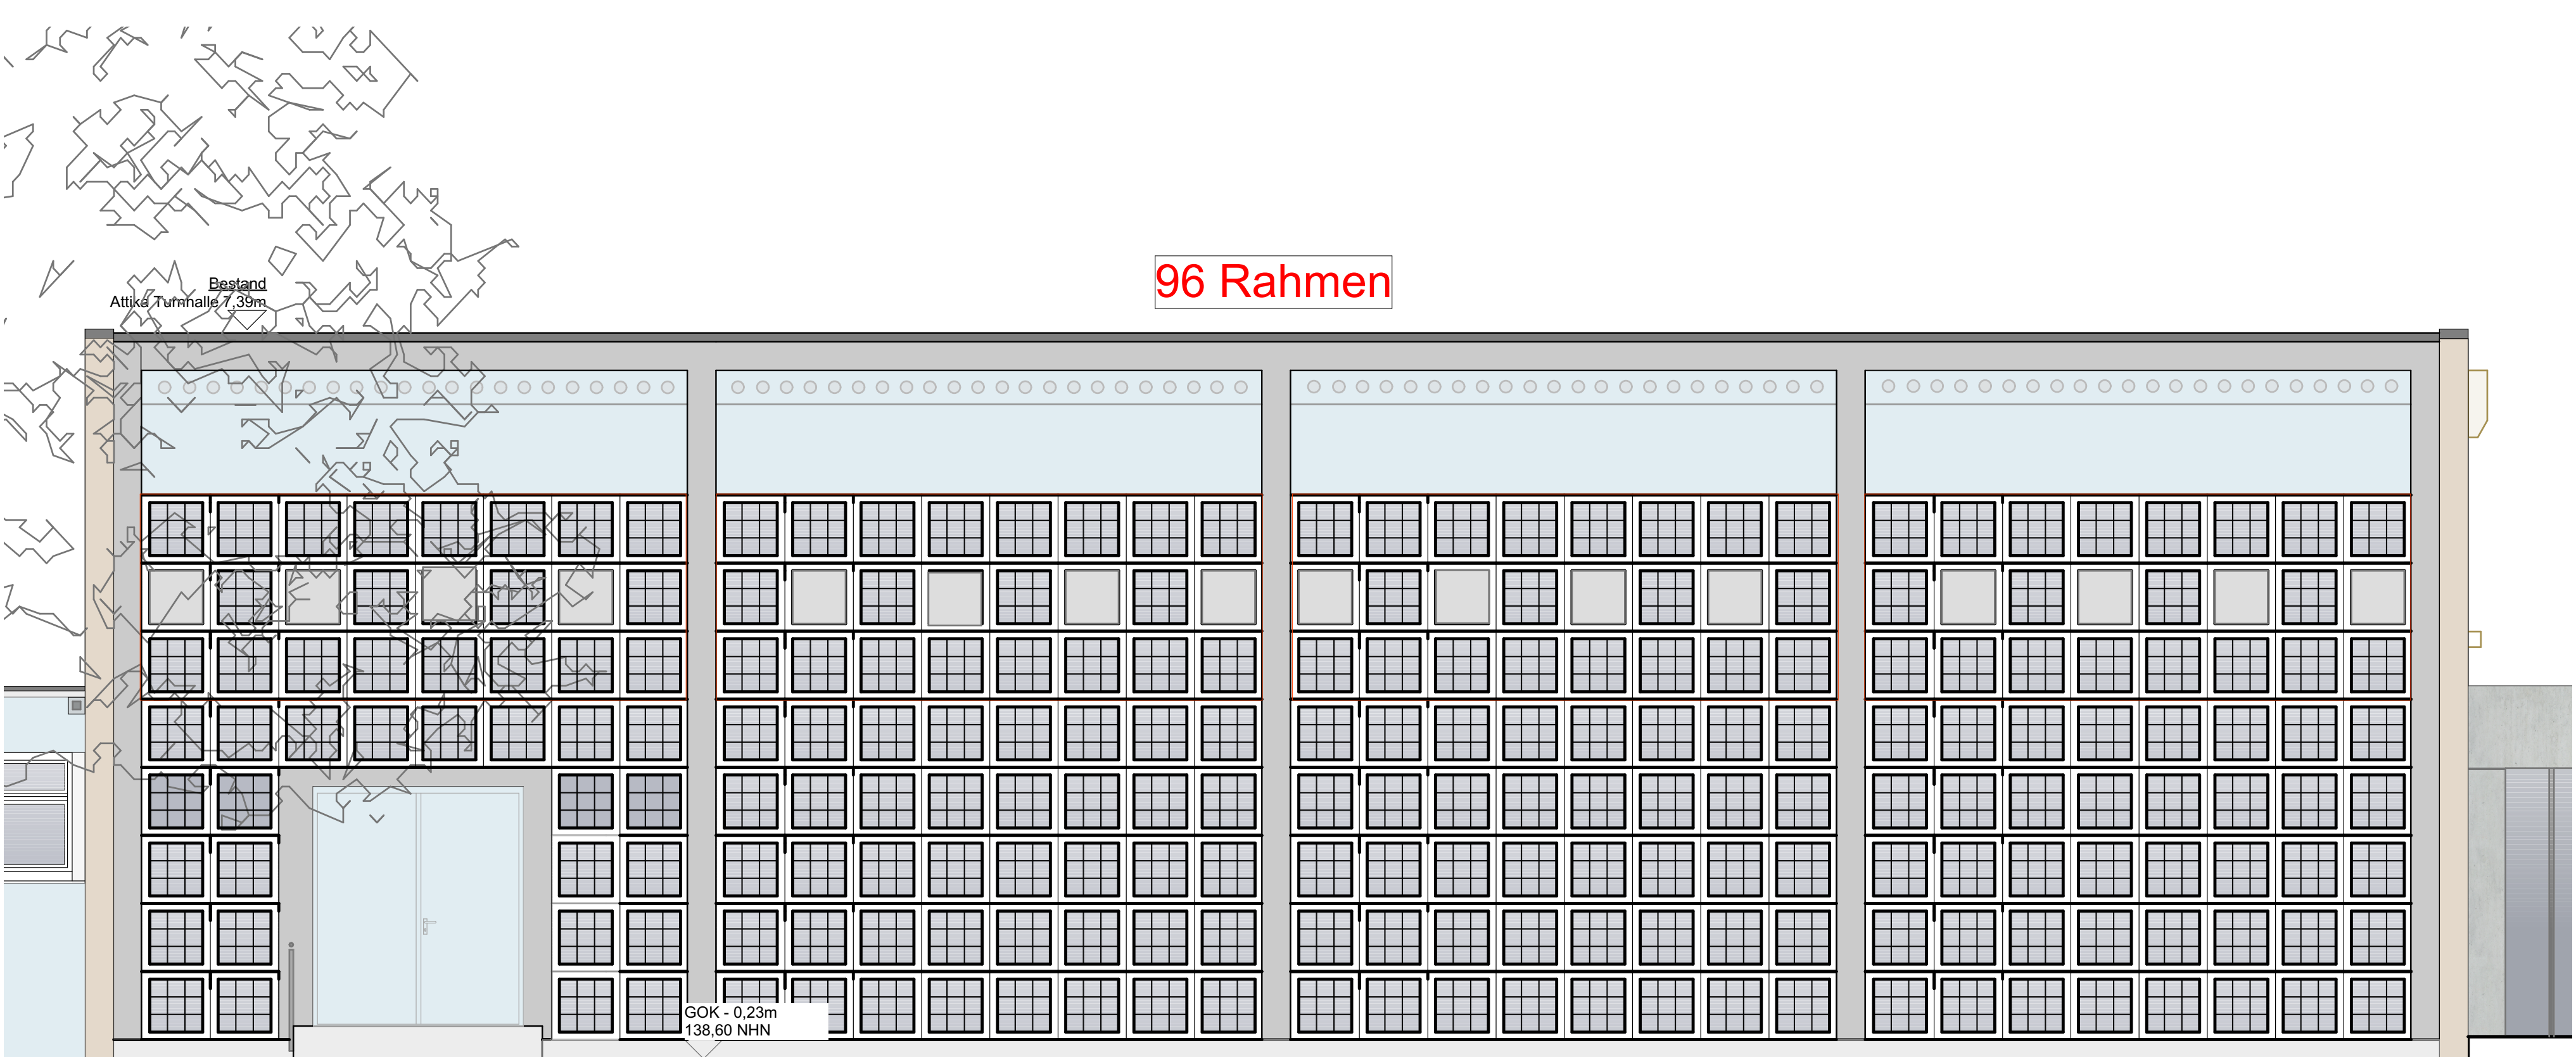 96 Rahmen
Bestand
Attika Turnhalle 7,39m
GOK - 0,23m
138,60 NHN